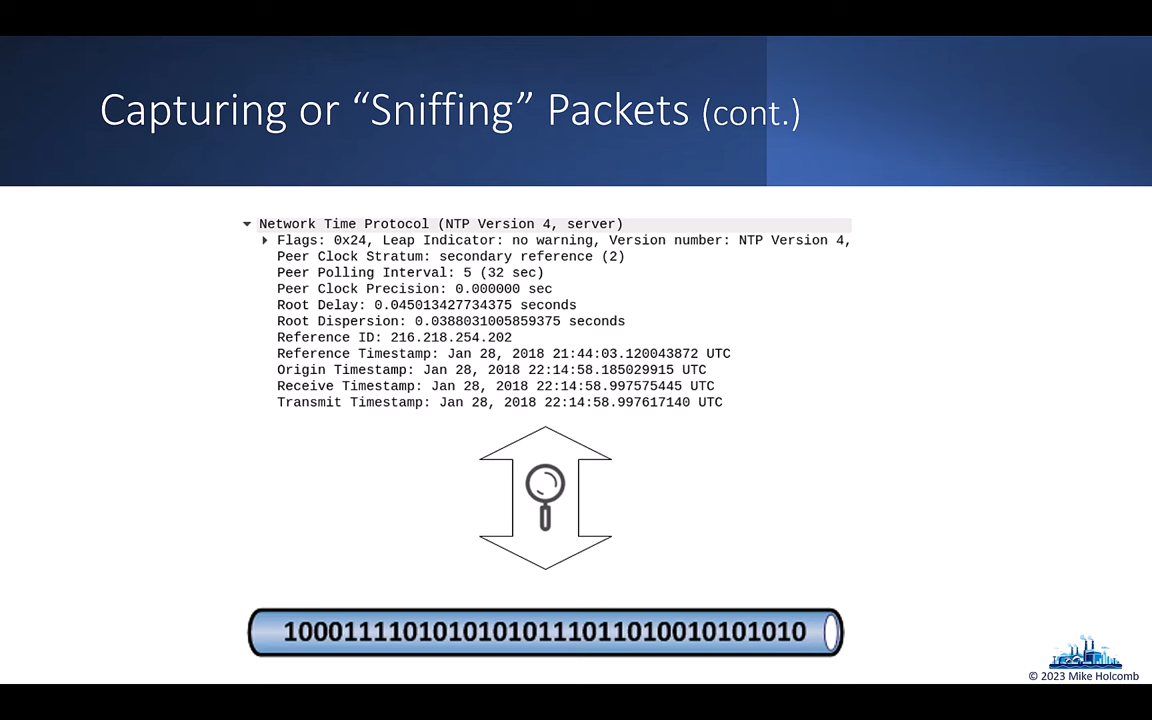 Capturing or “Sniffing” Packets (cont.)
Network Time Protocol (NTP Version 4, server)
Flags: 0x24, Leap Indicator: no warning, Version number: NTP Version 4,
Peer Clock Stratum: secondary reference (2)
Peer Polling Interval: 5 (32 sec)
Peer Clock Precision: 0.000000 sec
Root Delay: 0.045013427734375 seconds
Root Dispersion: 0.0388031005859375 seconds
Reference ID: 216.218.254.202
Reference Timestamp: Jan 28, 2018 21:44:03.120043872 UTC
Origin Timestamp: Jan 28, 2018 22:14:58.185029915 UTC
Receive Timestamp: Jan 28, 2018 22:14:58.997575445 UTC
Transmit Timestamp: Jan 28, 2018 22:14:58.997617140 UTC
10001111010101010111011010010101010
© 2023 Mike Holcomb